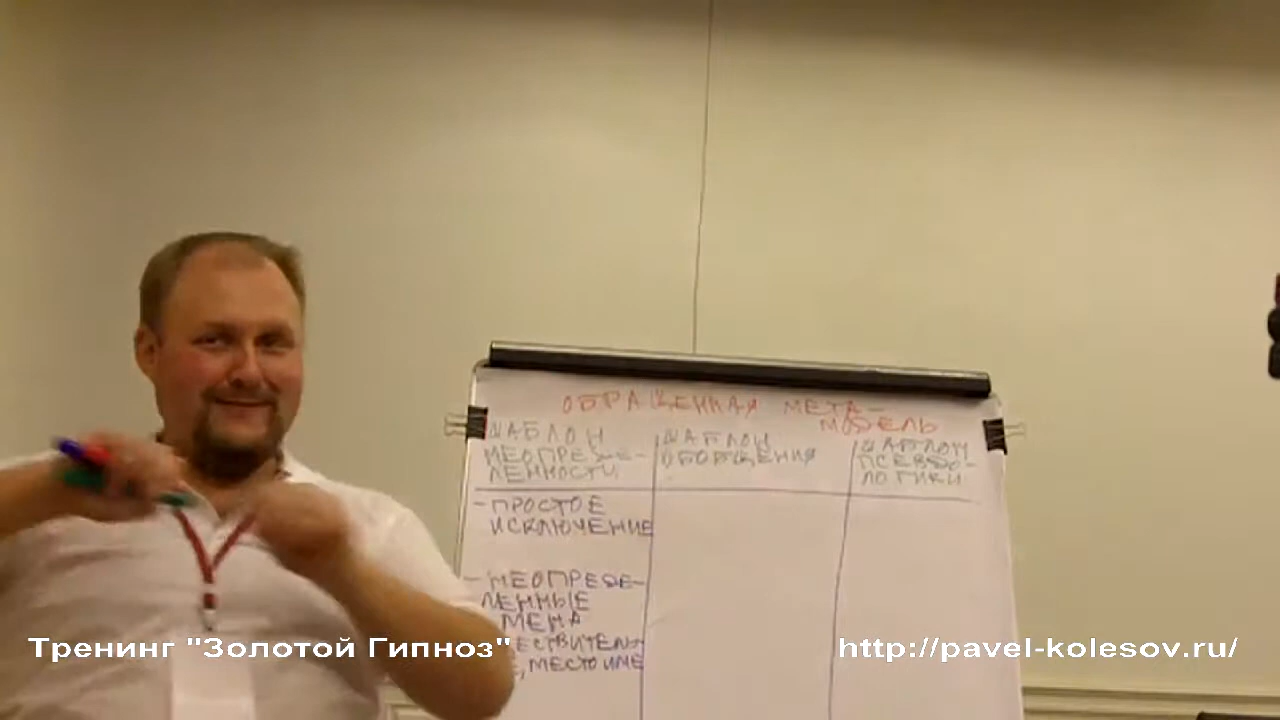 ОБРАЩЕННАЯ МЕТА-
МОДЕЛЬ
ШАБЛОН
НЕОПРЕДЕ-
ЛЕННОСТИ
ШАБЛОН
ОБОБЩЕНИЯ
ШАБЛОН
ПСЕВДО-
ЛОГИКИ
- ПРОСТОЕ
ИСКЛЮЧЕНИЕ
- НЕОПРЕДЕ-
ЛЕННЫЕ
МЕНА
ЕСТВИТЕЛЬ-
, МЕСТОИМЕ
Тренинг "Золотой Гипноз"
http://pavel-kolesov.ru/